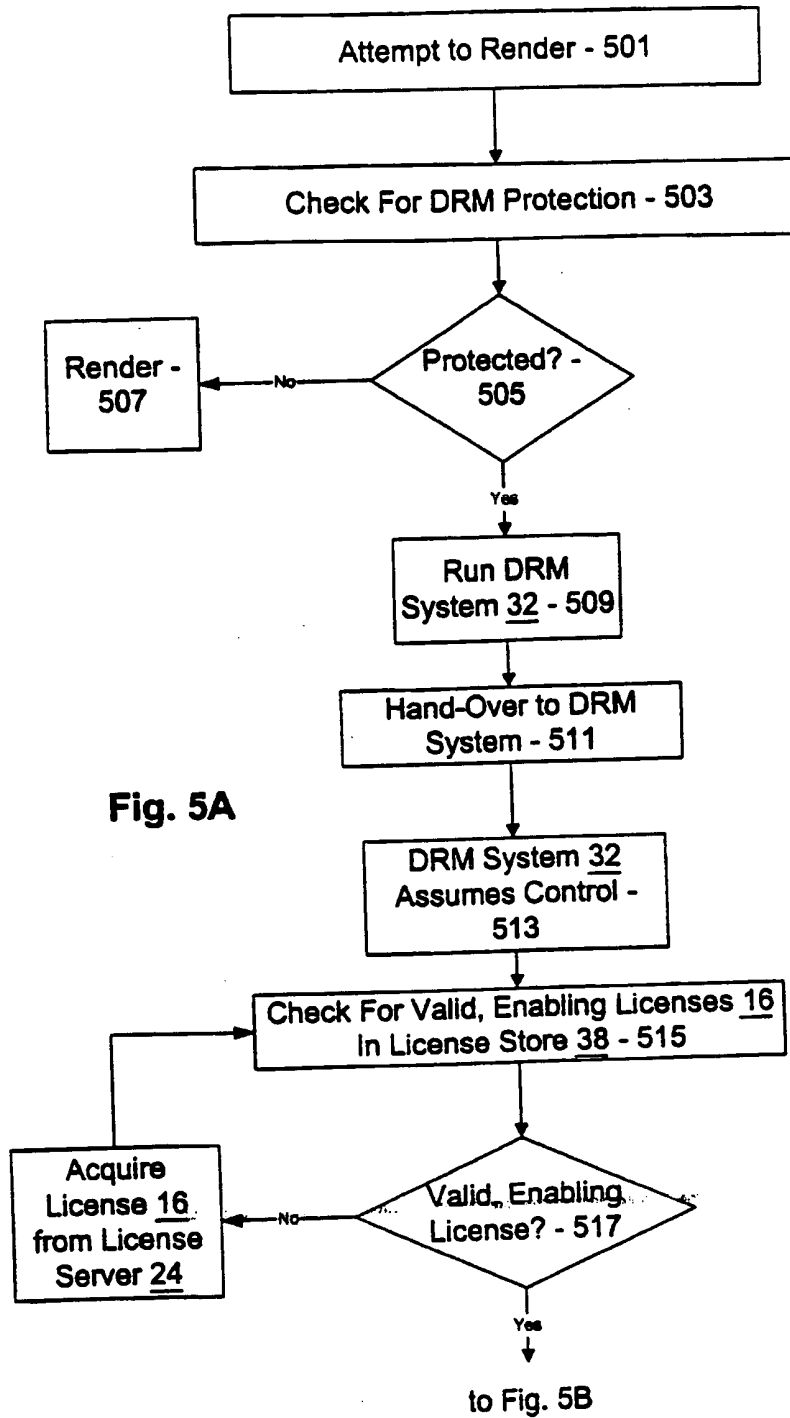 Attempt to Render - 501
Check For DRM Protection - 503
Protected? -
505
No
Render -
507
Yes
Run DRM
System 32 - 509
Hand-Over to DRM
System - 511
Fig. 5A
DRM System 32
Assumes Control -
513
Check For Valid, Enabling Licenses 16
in License Store 38 - 515
Valid, Enabling
License? - 517
No
Acquire
License 16
from License
Server 24
Yes
to Fig. 5B